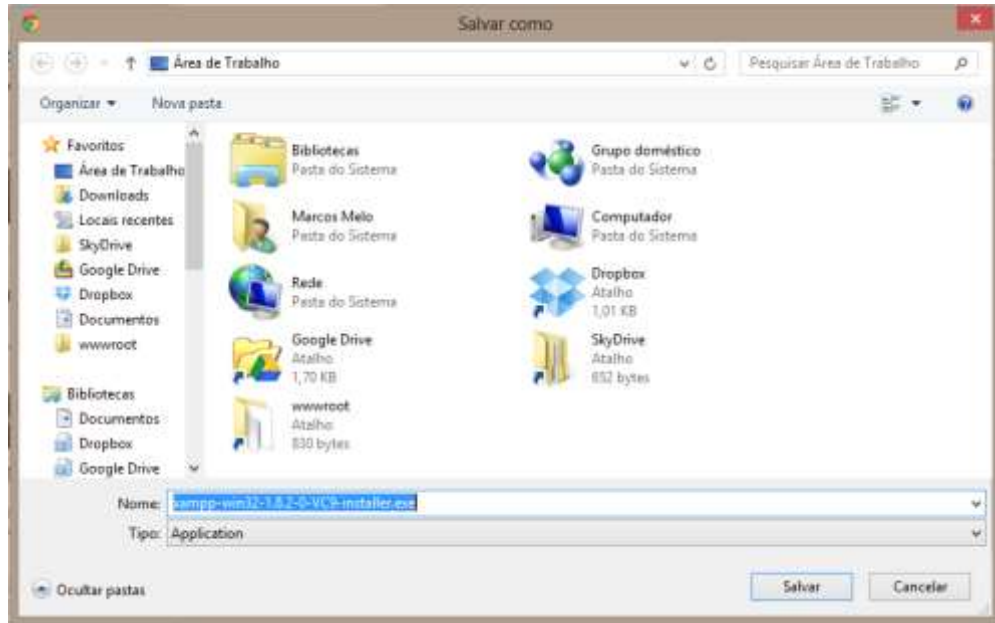 Salvar como
Área de Trabalho
Pesquisar Área de Trabalho
Organizar
Nova pasta
Favoritos
Área de Trabalho
Downloads
Locais recentes
SkyDrive
Google Drive
Dropbox
Documentos
wwwroot
Bibliotecas
Documentos
Dropbox
Google Drive
Bibliotecas
Pasta do Sistema
Grupo doméstico
Pasta do Sistema
Marcos Melo
Pasta do Sistema
Computador
Pasta do Sistema
Rede
Pasta do Sistema
Dropbox
Atalho
1,01 KB
Google Drive
Atalho
1,70 KB
SkyDrive
Atalho
652 bytes
wwwroot
Atalho
830 bytes
Nome: xampp-win32-1.8.2-0-VC9-installer.exe
Tipo: Application
Ocultar pastas
Salvar
Cancelar